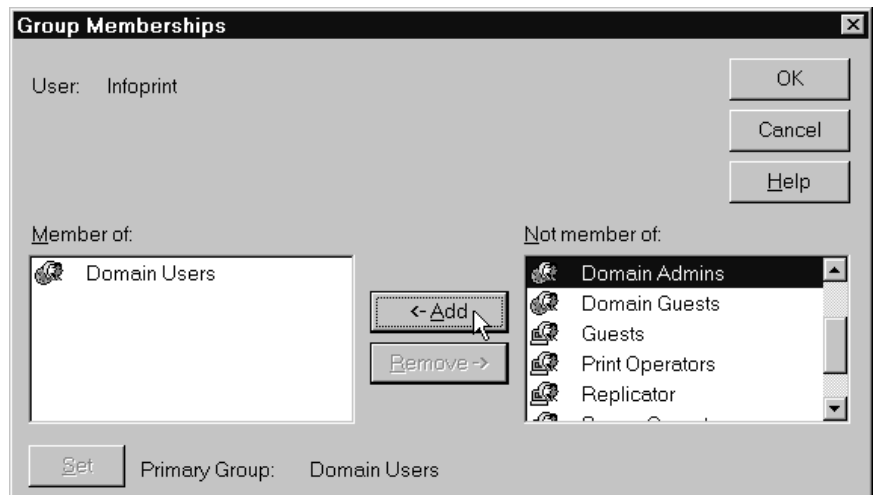 Group Memberships
User: Infoprint
OK
Cancel
Help
Member of:
Domain Users
<- Add
Remove ->
Not member of:
Domain Admins
Domain Guests
Guests
Print Operators
Replicator
Set
Primary Group: Domain Users